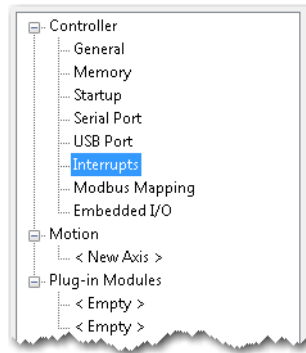 Controller
General
Memory
Startup
Serial Port
USB Port
Interrupts
Modbus Mapping
Embedded I/O
Motion
< New Axis >
Plug-in Modules
< Empty >
< Empty >